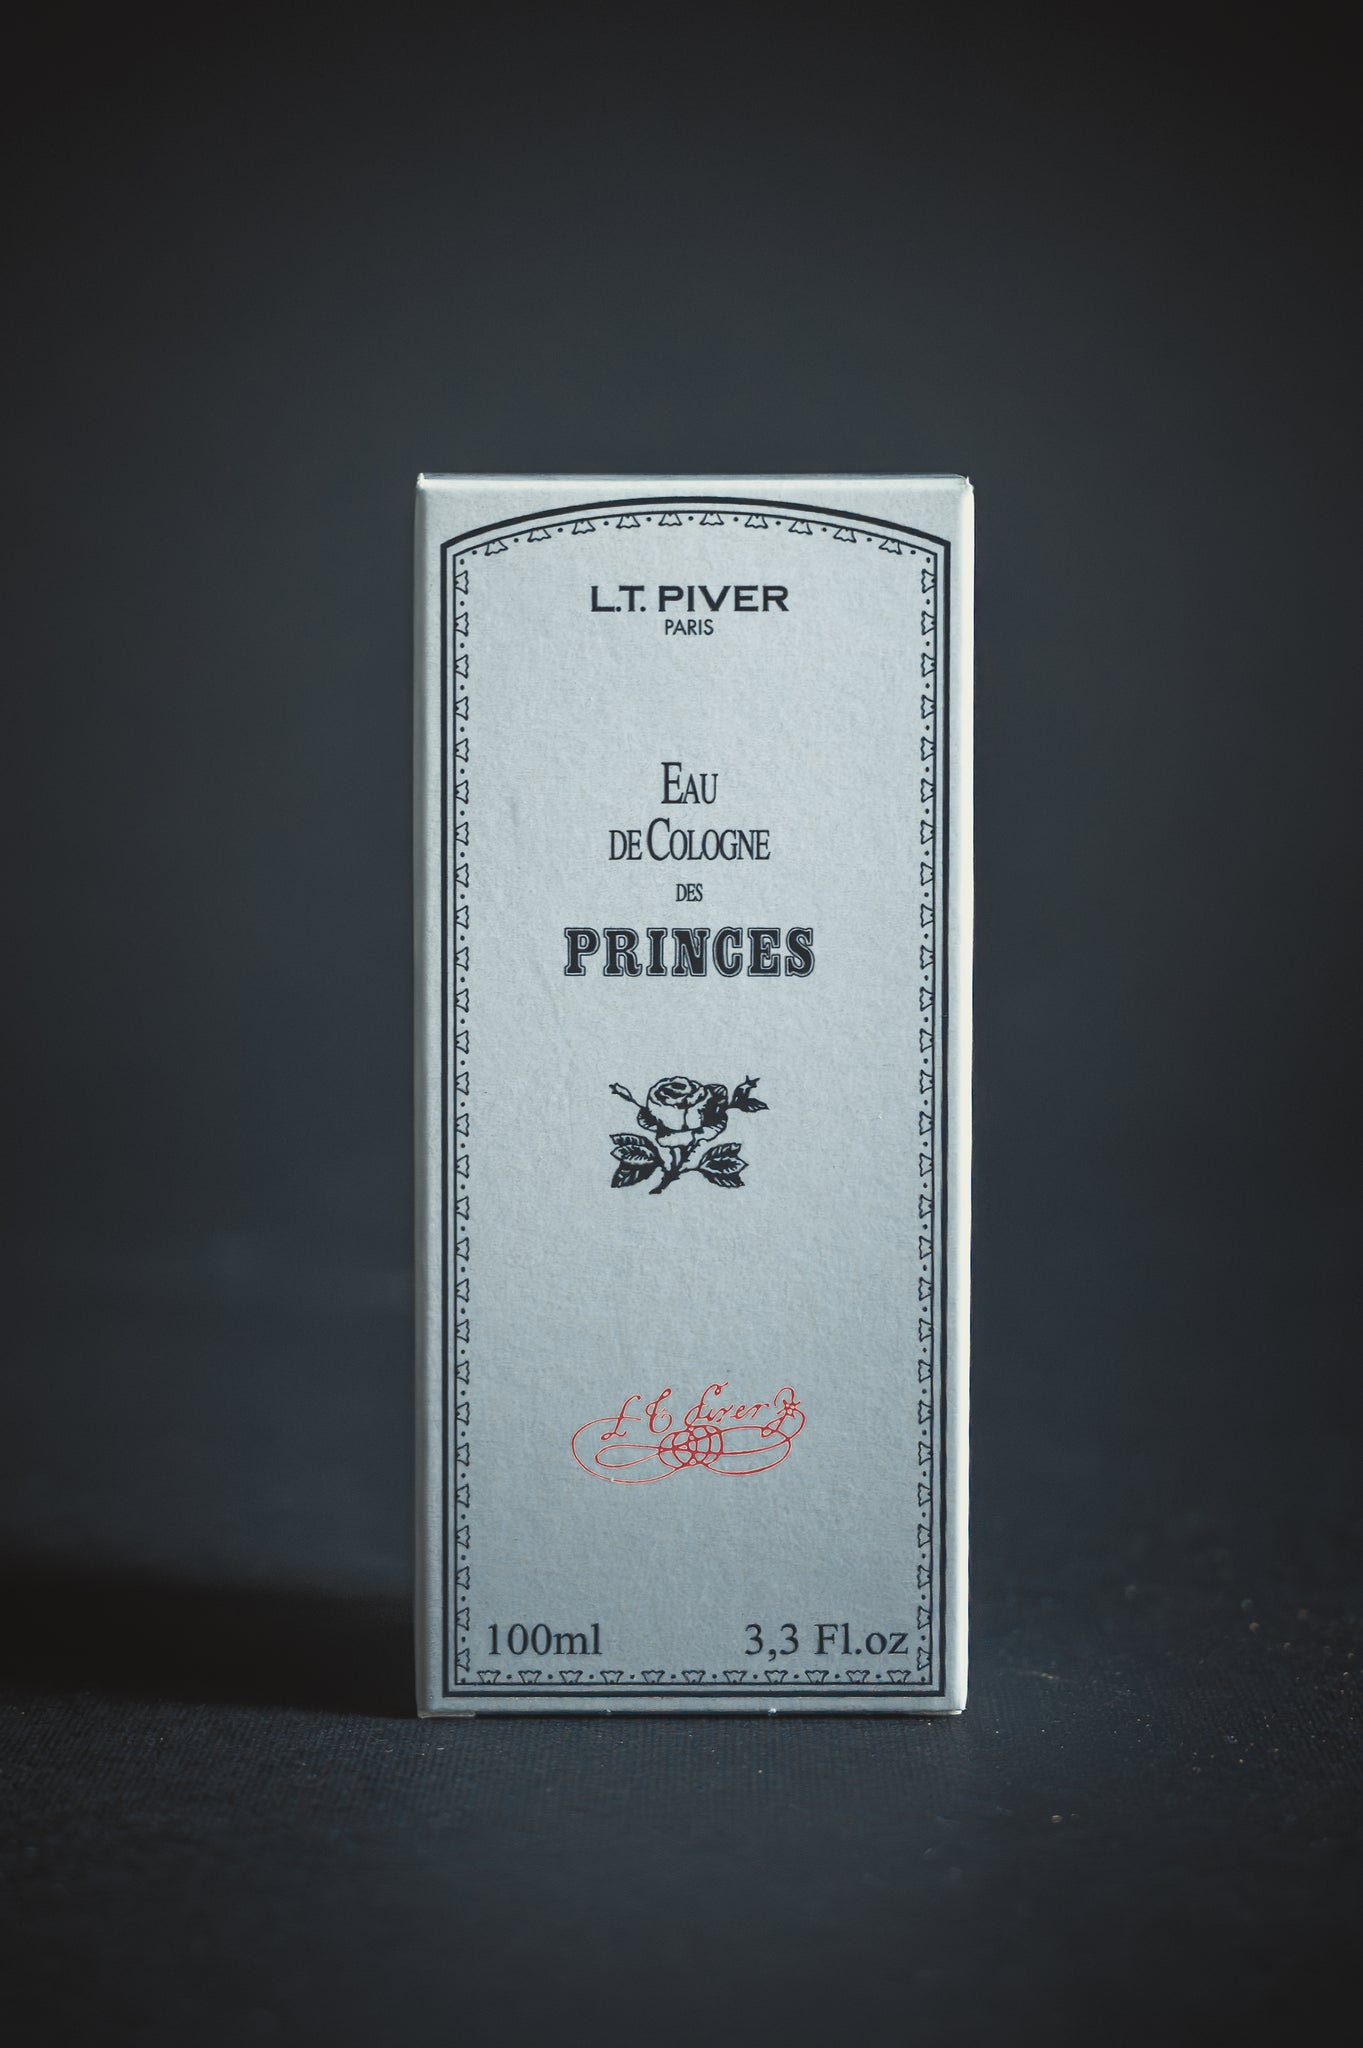 L.T. PIVER
PARIS
EAU
DE COLOGNE
DES
PRINCES
L T Piver
100ml 3,3 Fl.oz